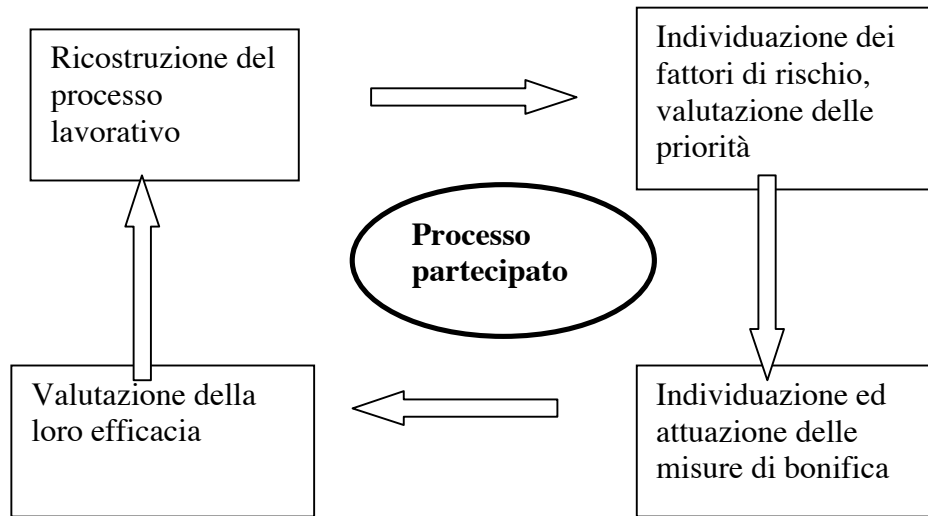 Ricostruzione del
processo
lavorativo
Individuazione dei
fattori di rischio,
valutazione delle
priorità
Processo
partecipato
Valutazione della
loro efficacia
Individuazione ed
attuazione delle
misure di bonifica